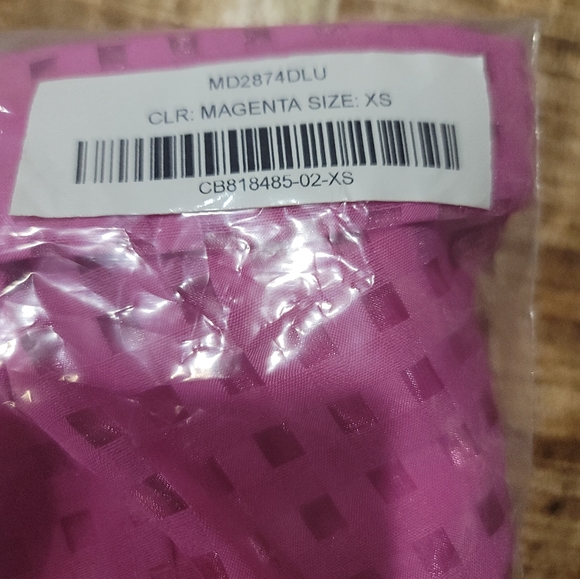 MD2874DLU
CLR: MAGENTA SIZE: XS
CB818485-02-XS